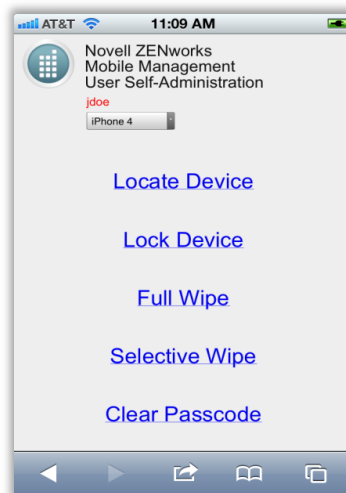 AT&T 11:09 AM
Novell ZENworks
Mobile Management
User Self-Administration
jdoe
iPhone 4
Locate Device
Lock Device
Full Wipe
Selective Wipe
Clear Passcode